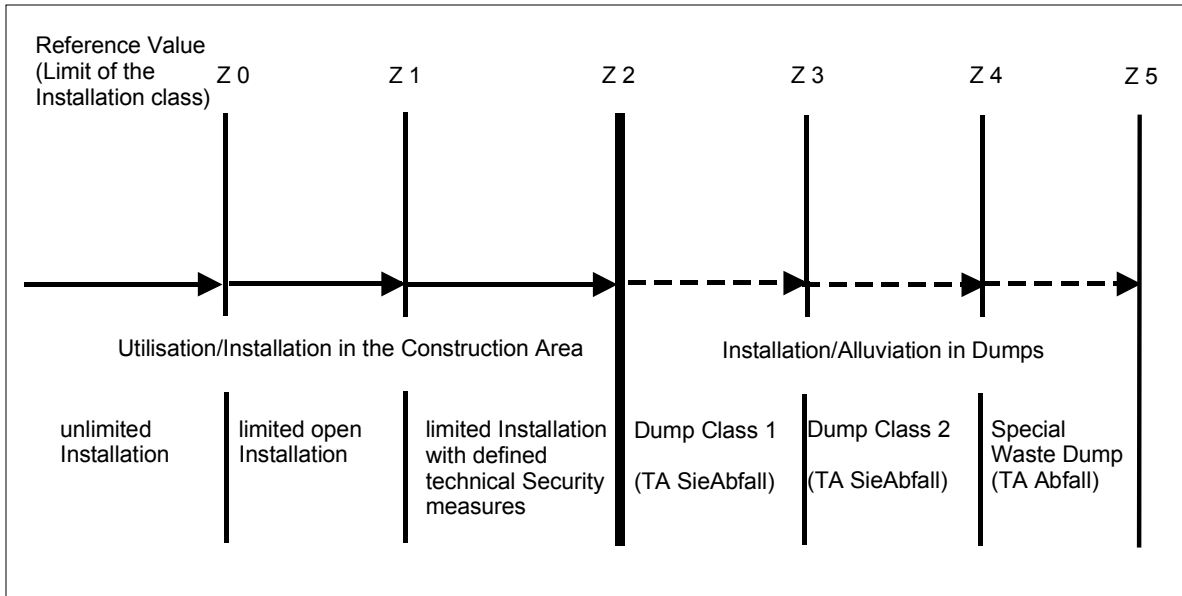 Reference Value
(Limit of the
Installation class)
Z 0
Z 1
Z 2
Z 3
Z 4
Z 5
Utilisation/Installation in the Construction Area
Installation/Alluviation in Dumps
unlimited
Installation
limited open
Installation
limited Installation
with defined
technical Security
measures
Dump Class 1
(TA SieAbfall)
Dump Class 2
(TA SieAbfall)
Special
Waste Dump
(TA Abfall)